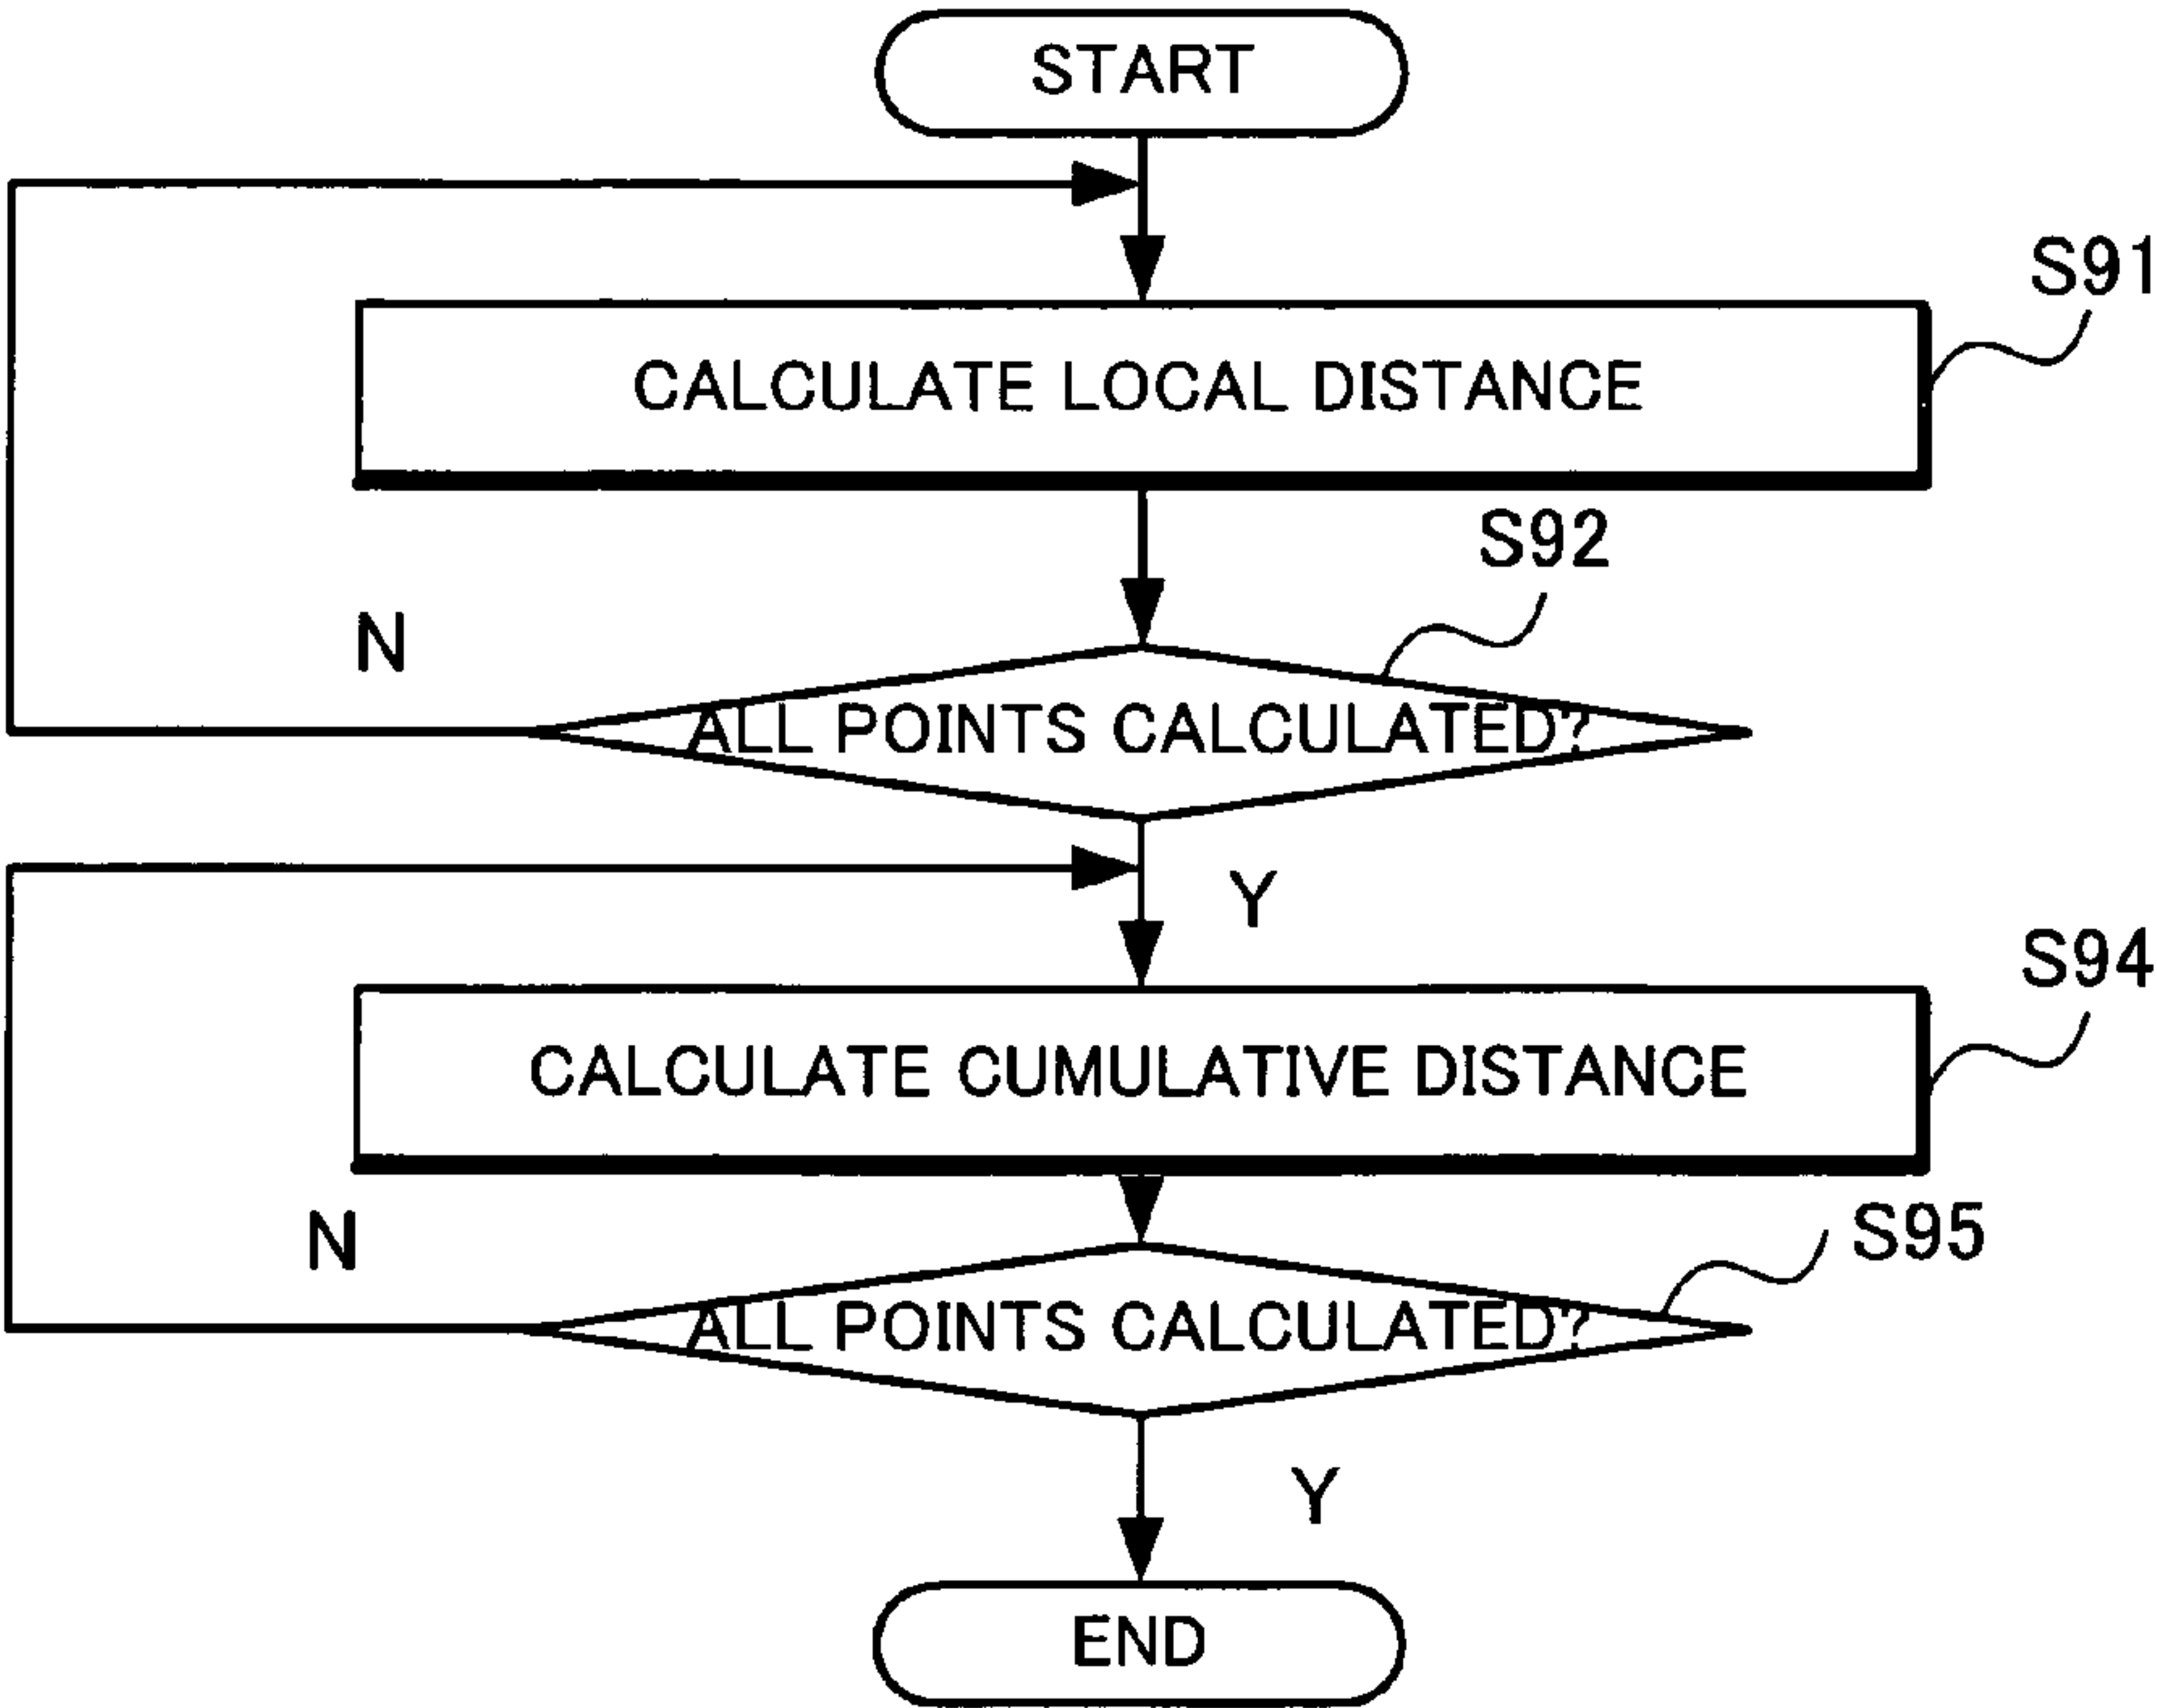 START
S91
CALCULATE LOCAL DISTANCE
S92
N
ALL POINTS CALCULATED?
Y
S94
CALCULATE CUMULATIVE DISTANCE
S95
N
ALL POINTS CALCULATED?
Y
END